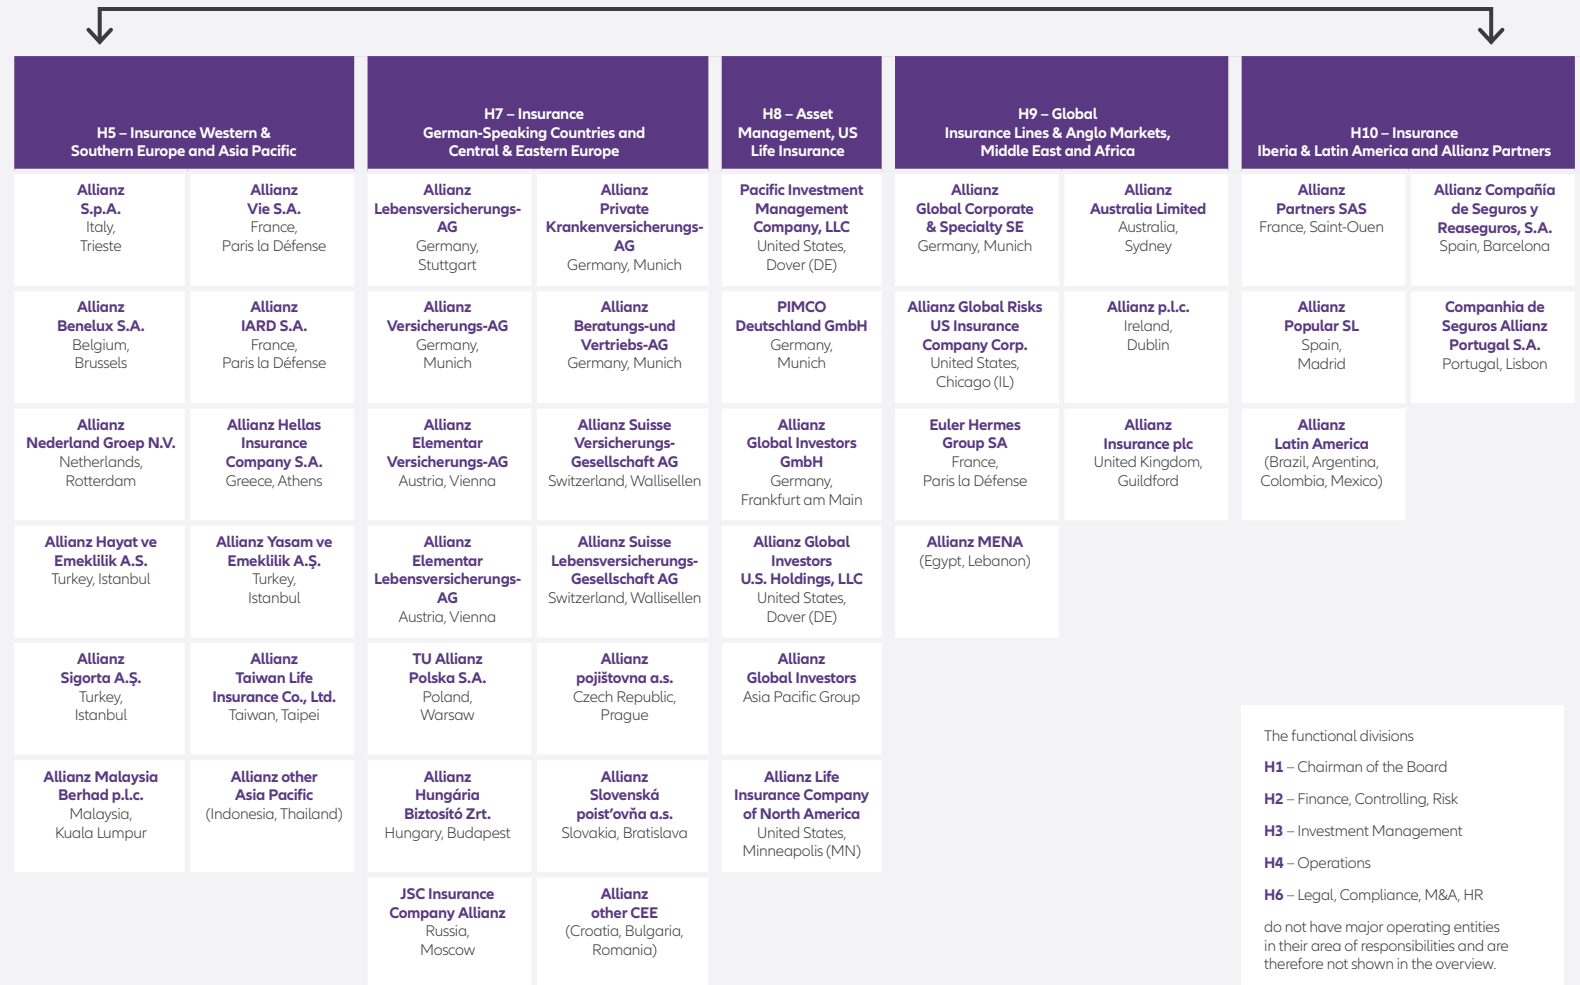 H5 – Insurance Western &
Southern Europe and Asia Pacific
Allianz
S.p.A.
Italy,
Trieste
Allianz
Vie S.A.
France,
Paris la Défense
Allianz
Benelux S.A.
Belgium,
Brussels
Allianz
IARD S.A.
France,
Paris la Défense
Allianz
Nederland Groep N.V.
Netherlands,
Rotterdam
Allianz Hellas
Insurance
Company S.A.
Greece, Athens
Allianz Hayat ve
Emeklilik A.S.
Turkey, Istanbul
Allianz Yasam ve
Emeklilik A.Ş.
Turkey,
Istanbul
Allianz
Sigorta A.Ş.
Turkey,
Istanbul
Allianz
Taiwan Life
Insurance Co., Ltd.
Taiwan, Taipei
Allianz Malaysia
Berhad p.l.c.
Malaysia,
Kuala Lumpur
Allianz other
Asia Pacific
(Indonesia, Thailand)
H7 – Insurance
German-Speaking Countries and
Central & Eastern Europe
Allianz
Lebensversicherungs-
AG
Germany,
Stuttgart
Allianz
Private
Krankenversicherungs-
AG
Germany, Munich
Allianz
Versicherungs-AG
Germany,
Munich
Allianz
Beratungs-und
Vertriebs-AG
Germany, Munich
Allianz
Elementar
Versicherungs-AG
Austria, Vienna
Allianz Suisse
Versicherungs-
Gesellschaft AG
Switzerland, Wallisellen
Allianz
Elementar
Lebensversicherungs-
AG
Austria, Vienna
Allianz Suisse
Lebensversicherungs-
Gesellschaft AG
Switzerland, Wallisellen
TU Allianz
Polska S.A.
Poland,
Warsaw
Allianz
pojištovna a.s.
Czech Republic,
Prague
Allianz
Hungária
Biztosító Zrt.
Hungary, Budapest
Allianz
Slovenská
poist'ovňa a.s.
Slovakia, Bratislava
JSC Insurance
Company Allianz
Russia,
Moscow
Allianz
other CEE
(Croatia, Bulgaria,
Romania)
H8 – Asset
Management, US
Life Insurance
Pacific Investment
Management
Company, LLC
United States,
Dover (DE)
PIMCO
Deutschland GmbH
Germany,
Munich
Allianz
Global Investors
GmbH
Germany,
Frankfurt am Main
Allianz Global
Investors
U.S. Holdings, LLC
United States,
Dover (DE)
Allianz
Global Investors
Asia Pacific Group
Allianz Life
Insurance Company
of North America
United States,
Minneapolis (MN)
H9 – Global
Insurance Lines & Anglo Markets,
Middle East and Africa
Allianz
Global Corporate
& Specialty SE
Germany, Munich
Allianz
Australia Limited
Australia,
Sydney
Allianz Global Risks
US Insurance
Company Corp.
United States,
Chicago (IL)
Allianz p.l.c.
Ireland,
Dublin
Euler Hermes
Group SA
France,
Paris la Défense
Allianz
Insurance plc
United Kingdom,
Guildford
Allianz MENA
(Egypt, Lebanon)
H10 – Insurance
Iberia & Latin America and Allianz Partners
Allianz
Partners SAS
France, Saint-Ouen
Allianz Compañía
de Seguros y
Reaseguros, S.A.
Spain, Barcelona
Allianz
Popular SL
Spain,
Madrid
Companhia de
Seguros Allianz
Portugal S.A.
Portugal, Lisbon
Allianz
Latin America
(Brazil, Argentina,
Colombia, Mexico)
The functional divisions
H1 – Chairman of the Board
H2 – Finance, Controlling, Risk
H3 – Investment Management
H4 – Operations
H6 – Legal, Compliance, M&A, HR
do not have major operating entities
in their area of responsibilities and are
therefore not shown in the overview.